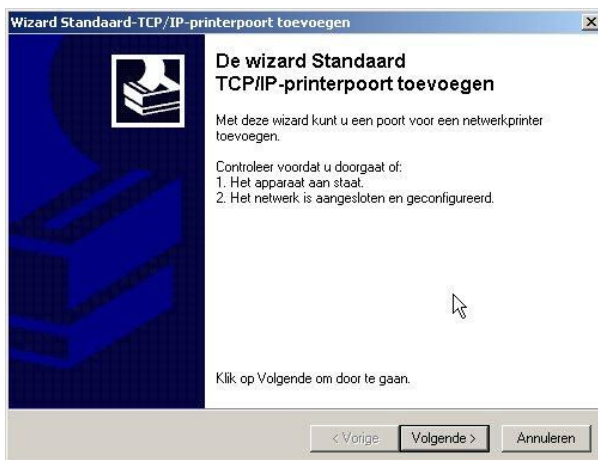 Wizard Standaard-TCP/IP-printerpoort toevoegen
De wizard Standaard
TCP/IP-printerpoort toevoegen
Met deze wizard kunt u een poort voor een netwerkprinter
toevoegen.
Controleer voordat u doorgaat of:
1. Het apparaat aan staat.
2. Het netwerk is aangesloten en geconfigureerd.
Klik op Volgende om door te gaan.
< Vorige Volgende > Annuleren